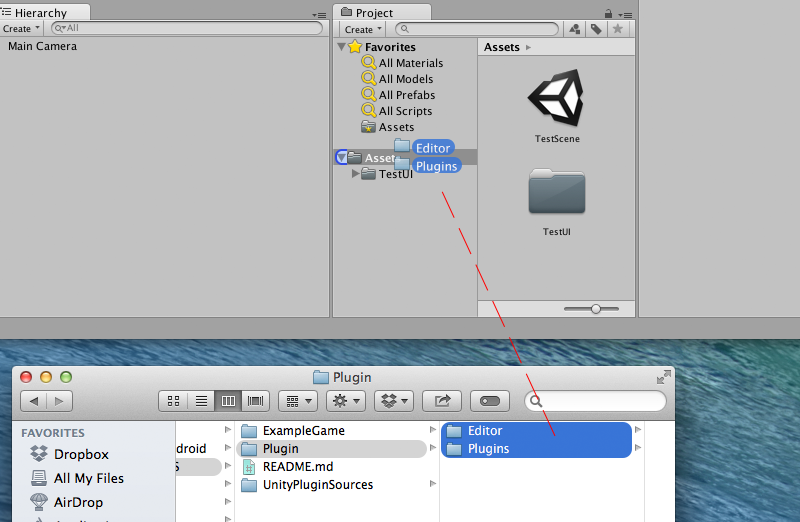 Hierarchy
Create
All
Main Camera
Project
Create
Favorites
All Materials
All Models
All Prefabs
All Scripts
Assets
Assets
Editor
Plugins
TestUI
Assets
TestScene
TestUI
Plugin
FAVORITES
Dropbox
All My Files
AirDrop
droid
ExampleGame
Plugin
README.md
UnityPluginSources
Editor
Plugins